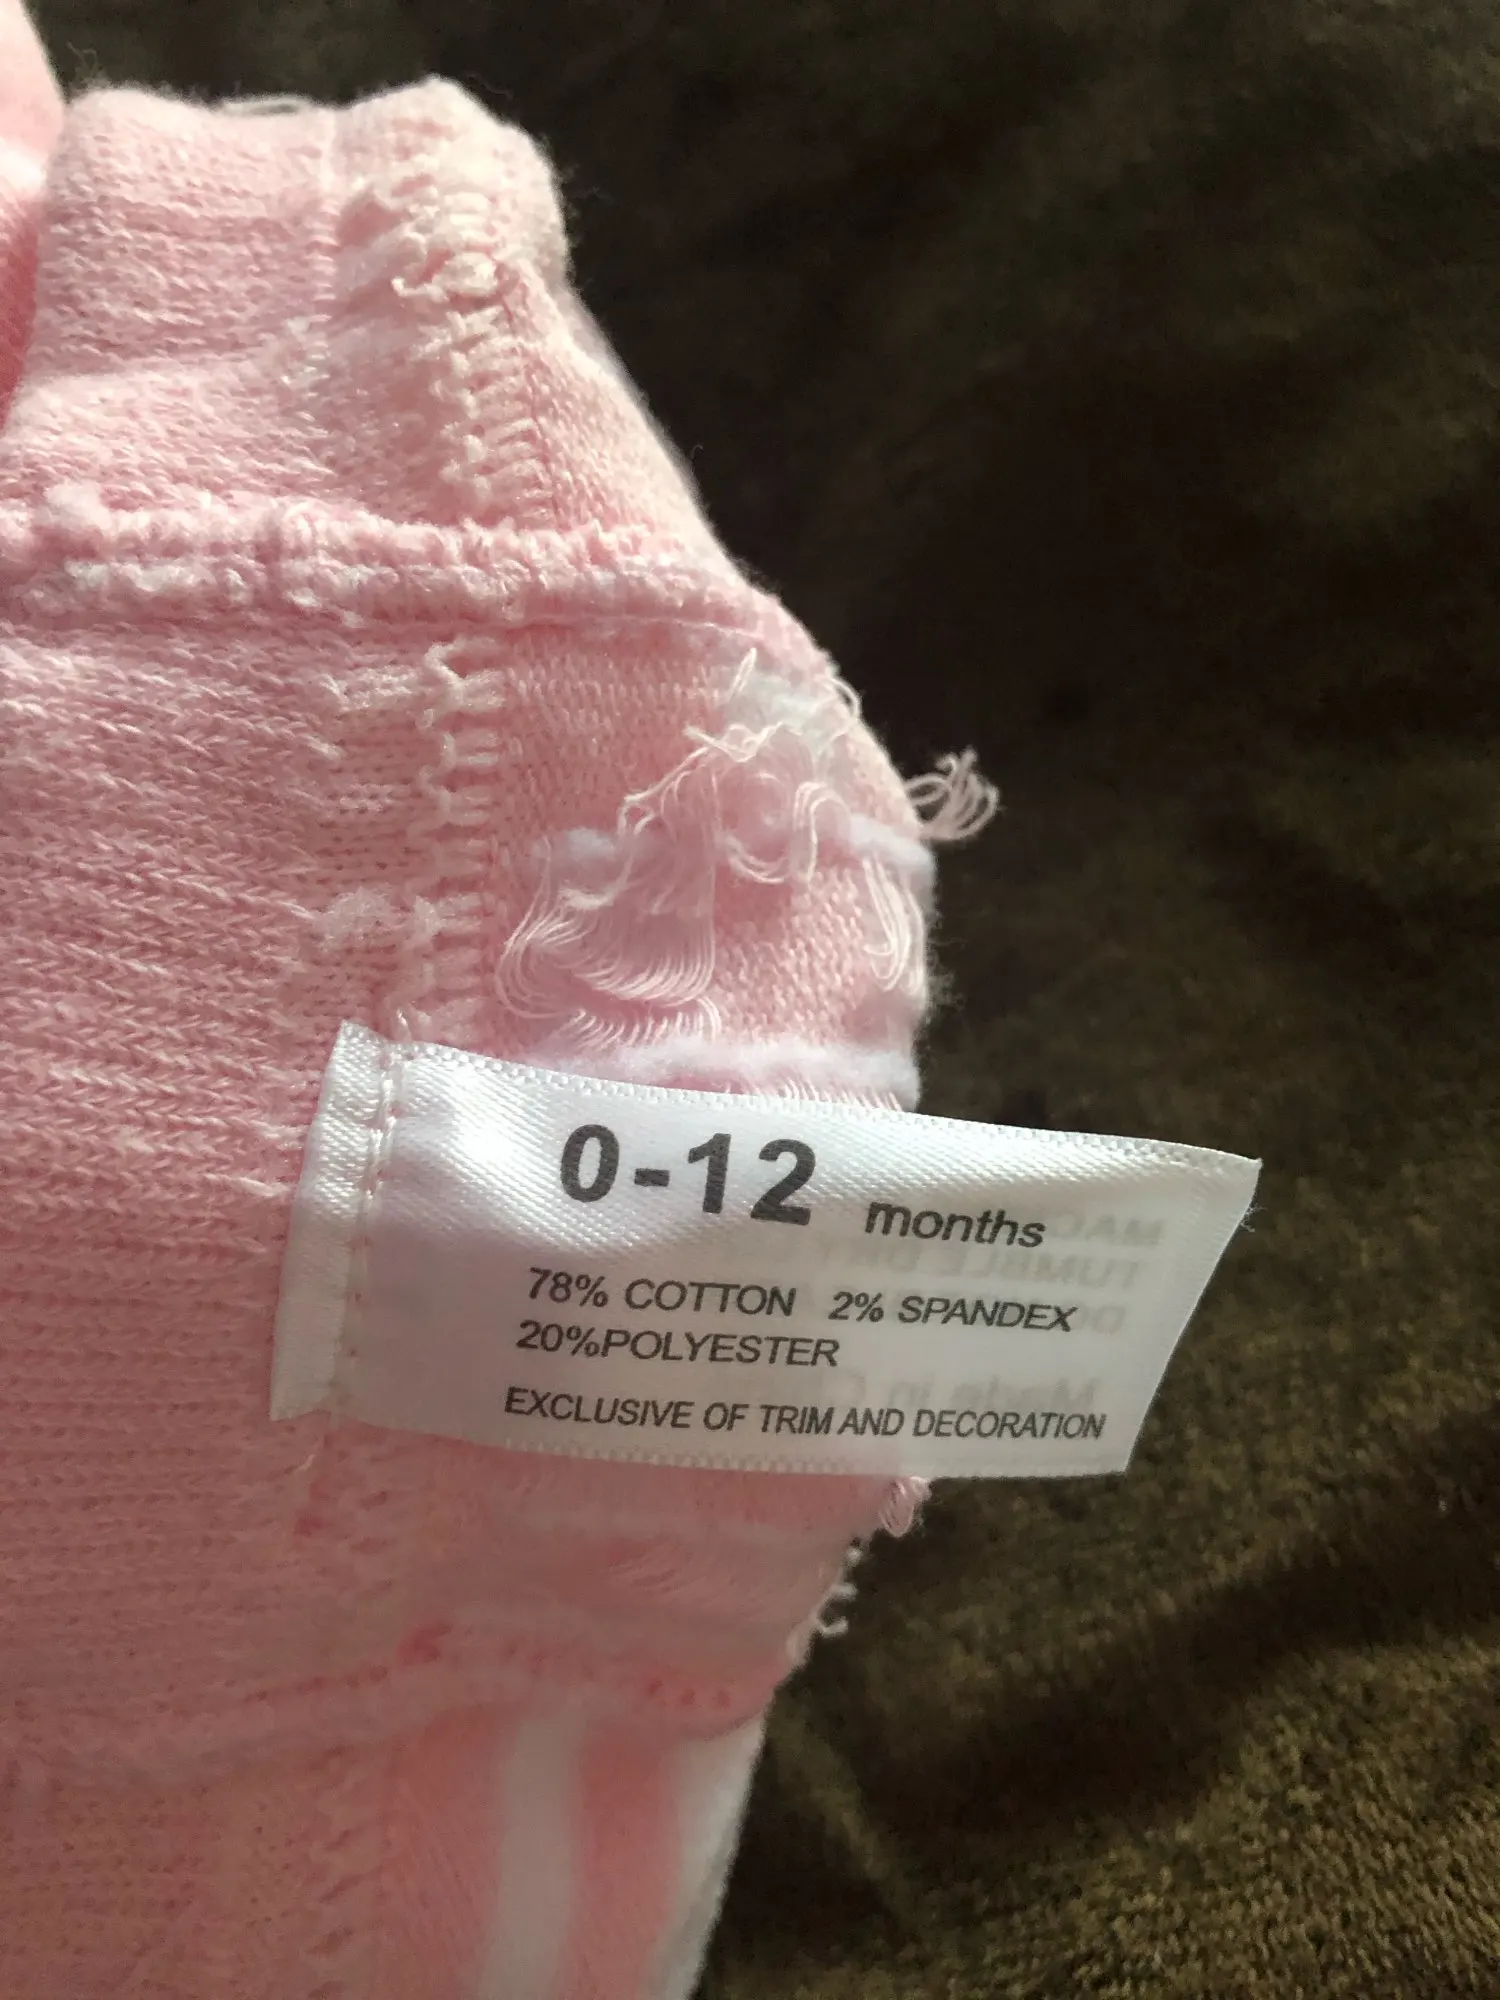 0-12 months
78% COTTON 2% SPANDEX
20%POLYESTER
EXCLUSIVE OF TRIM AND DECORATION